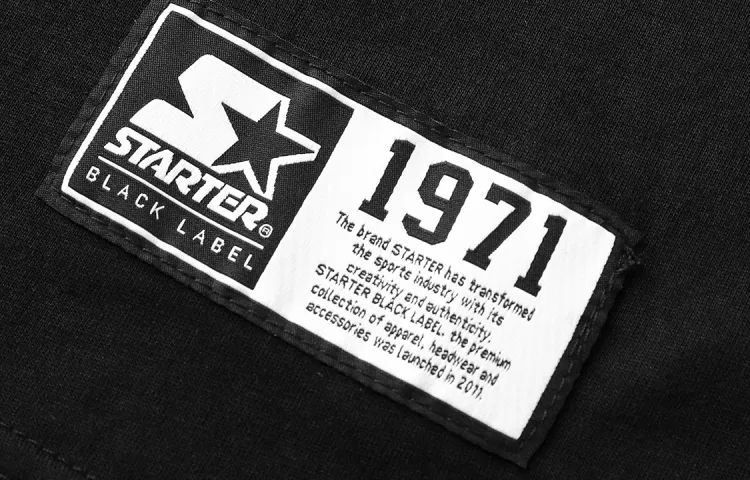 STARTER®
BLACK LABEL
1971
The brand STARTER has transformed
the sports industry with its
creativity and authenticity.
STARTER BLACK LABEL, the premium
collection of apparel, headwear and
accessories was launched in 2011.